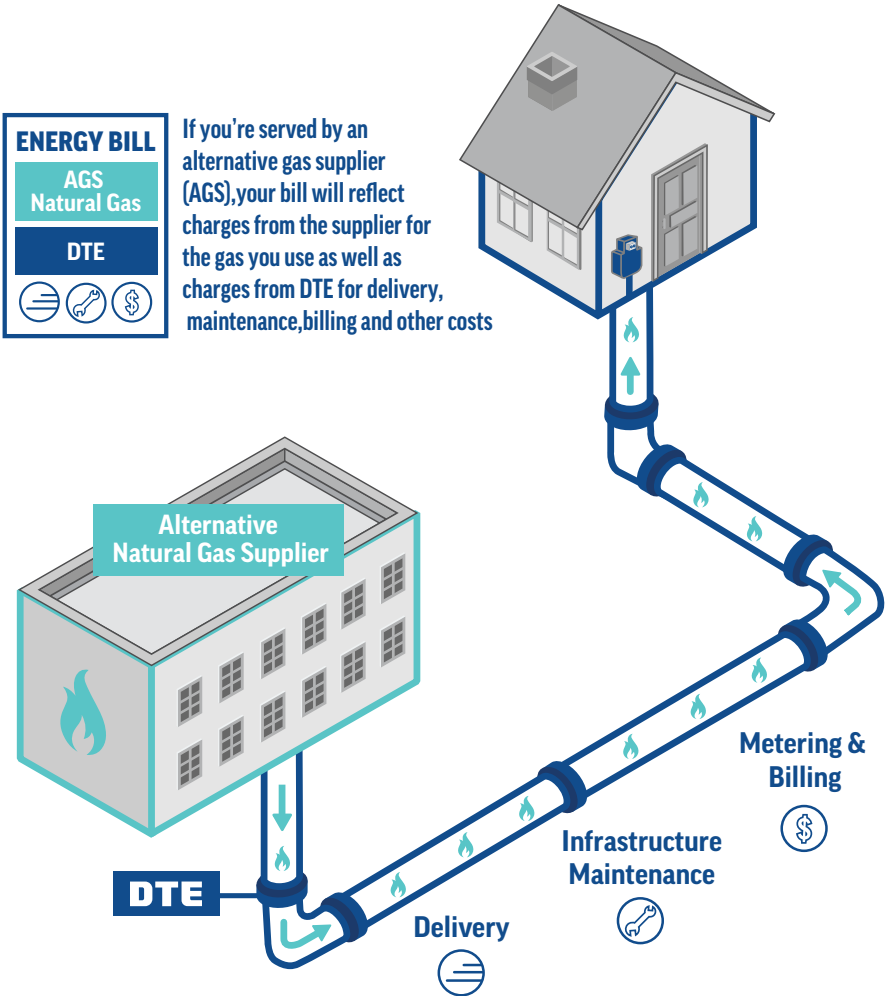 ENERGY BILL
AGS
Natural Gas
DTE
If you're served by an
alternative gas supplier
(AGS),your bill will reflect
charges from the supplier for
the gas you use as well as
charges from DTE for delivery,
maintenance,billing and other costs
Alternative
Natural Gas Supplier
Metering &
Billing
Infrastructure
Maintenance
DTE
Delivery